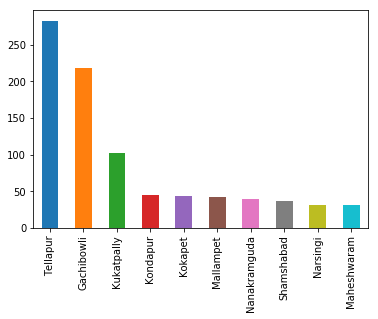 250
200
150
100
50
0
Tellapur
Gachibowli
Kukatpally
Kondapur
Kokapet
Mallampet
Nanakramguda
Shamshabad
Narsingi
Maheshwaram